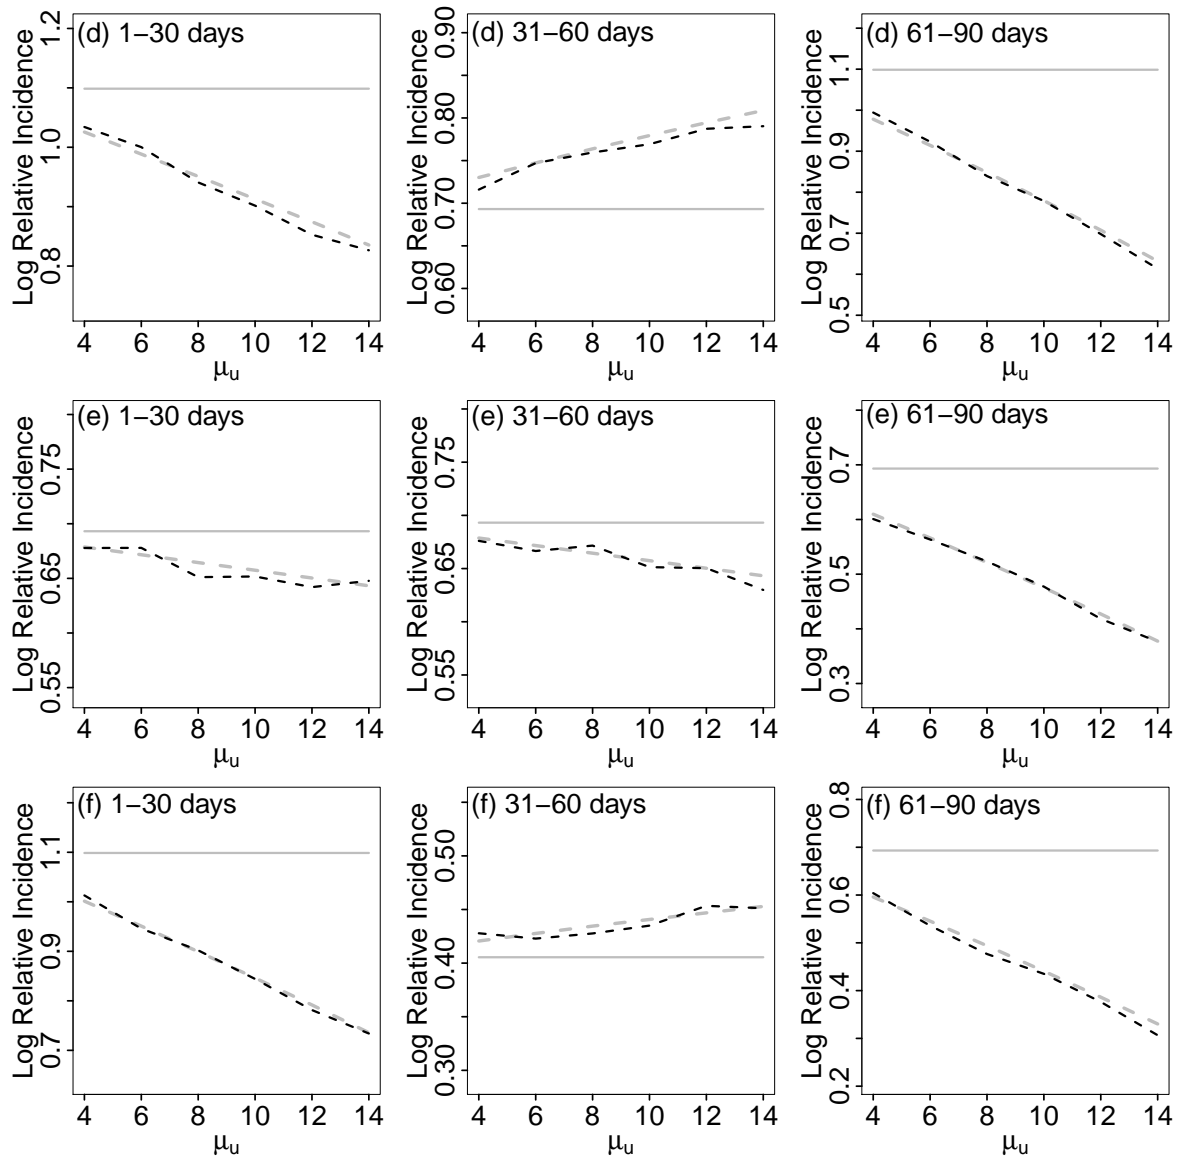 (d) 1−30 days
Log Relative Incidence
0.8 1.0 1.2
4 6 8 10 12 14
μu
(d) 31−60 days
Log Relative Incidence
0.60 0.70 0.80 0.90
4 6 8 10 12 14
μu
(d) 61−90 days
Log Relative Incidence
0.5 0.7 0.9 1.1
4 6 8 10 12 14
μu
(e) 1−30 days
Log Relative Incidence
0.55 0.65 0.75
4 6 8 10 12 14
μu
(e) 31−60 days
Log Relative Incidence
0.55 0.65 0.75
4 6 8 10 12 14
μu
(e) 61−90 days
Log Relative Incidence
0.3 0.5 0.7
4 6 8 10 12 14
μu
(f) 1−30 days
Log Relative Incidence
0.7 0.9 1.1
4 6 8 10 12 14
μu
(f) 31−60 days
Log Relative Incidence
0.30 0.40 0.50
4 6 8 10 12 14
μu
(f) 61−90 days
Log Relative Incidence
0.2 0.4 0.6 0.8
4 6 8 10 12 14
μu